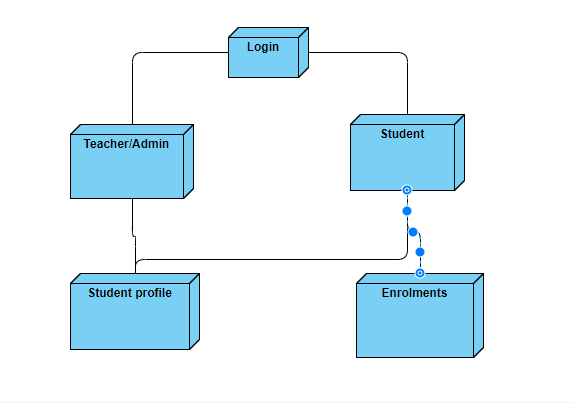 Login
Teacher/Admin
Student
Student profile
Enrolments